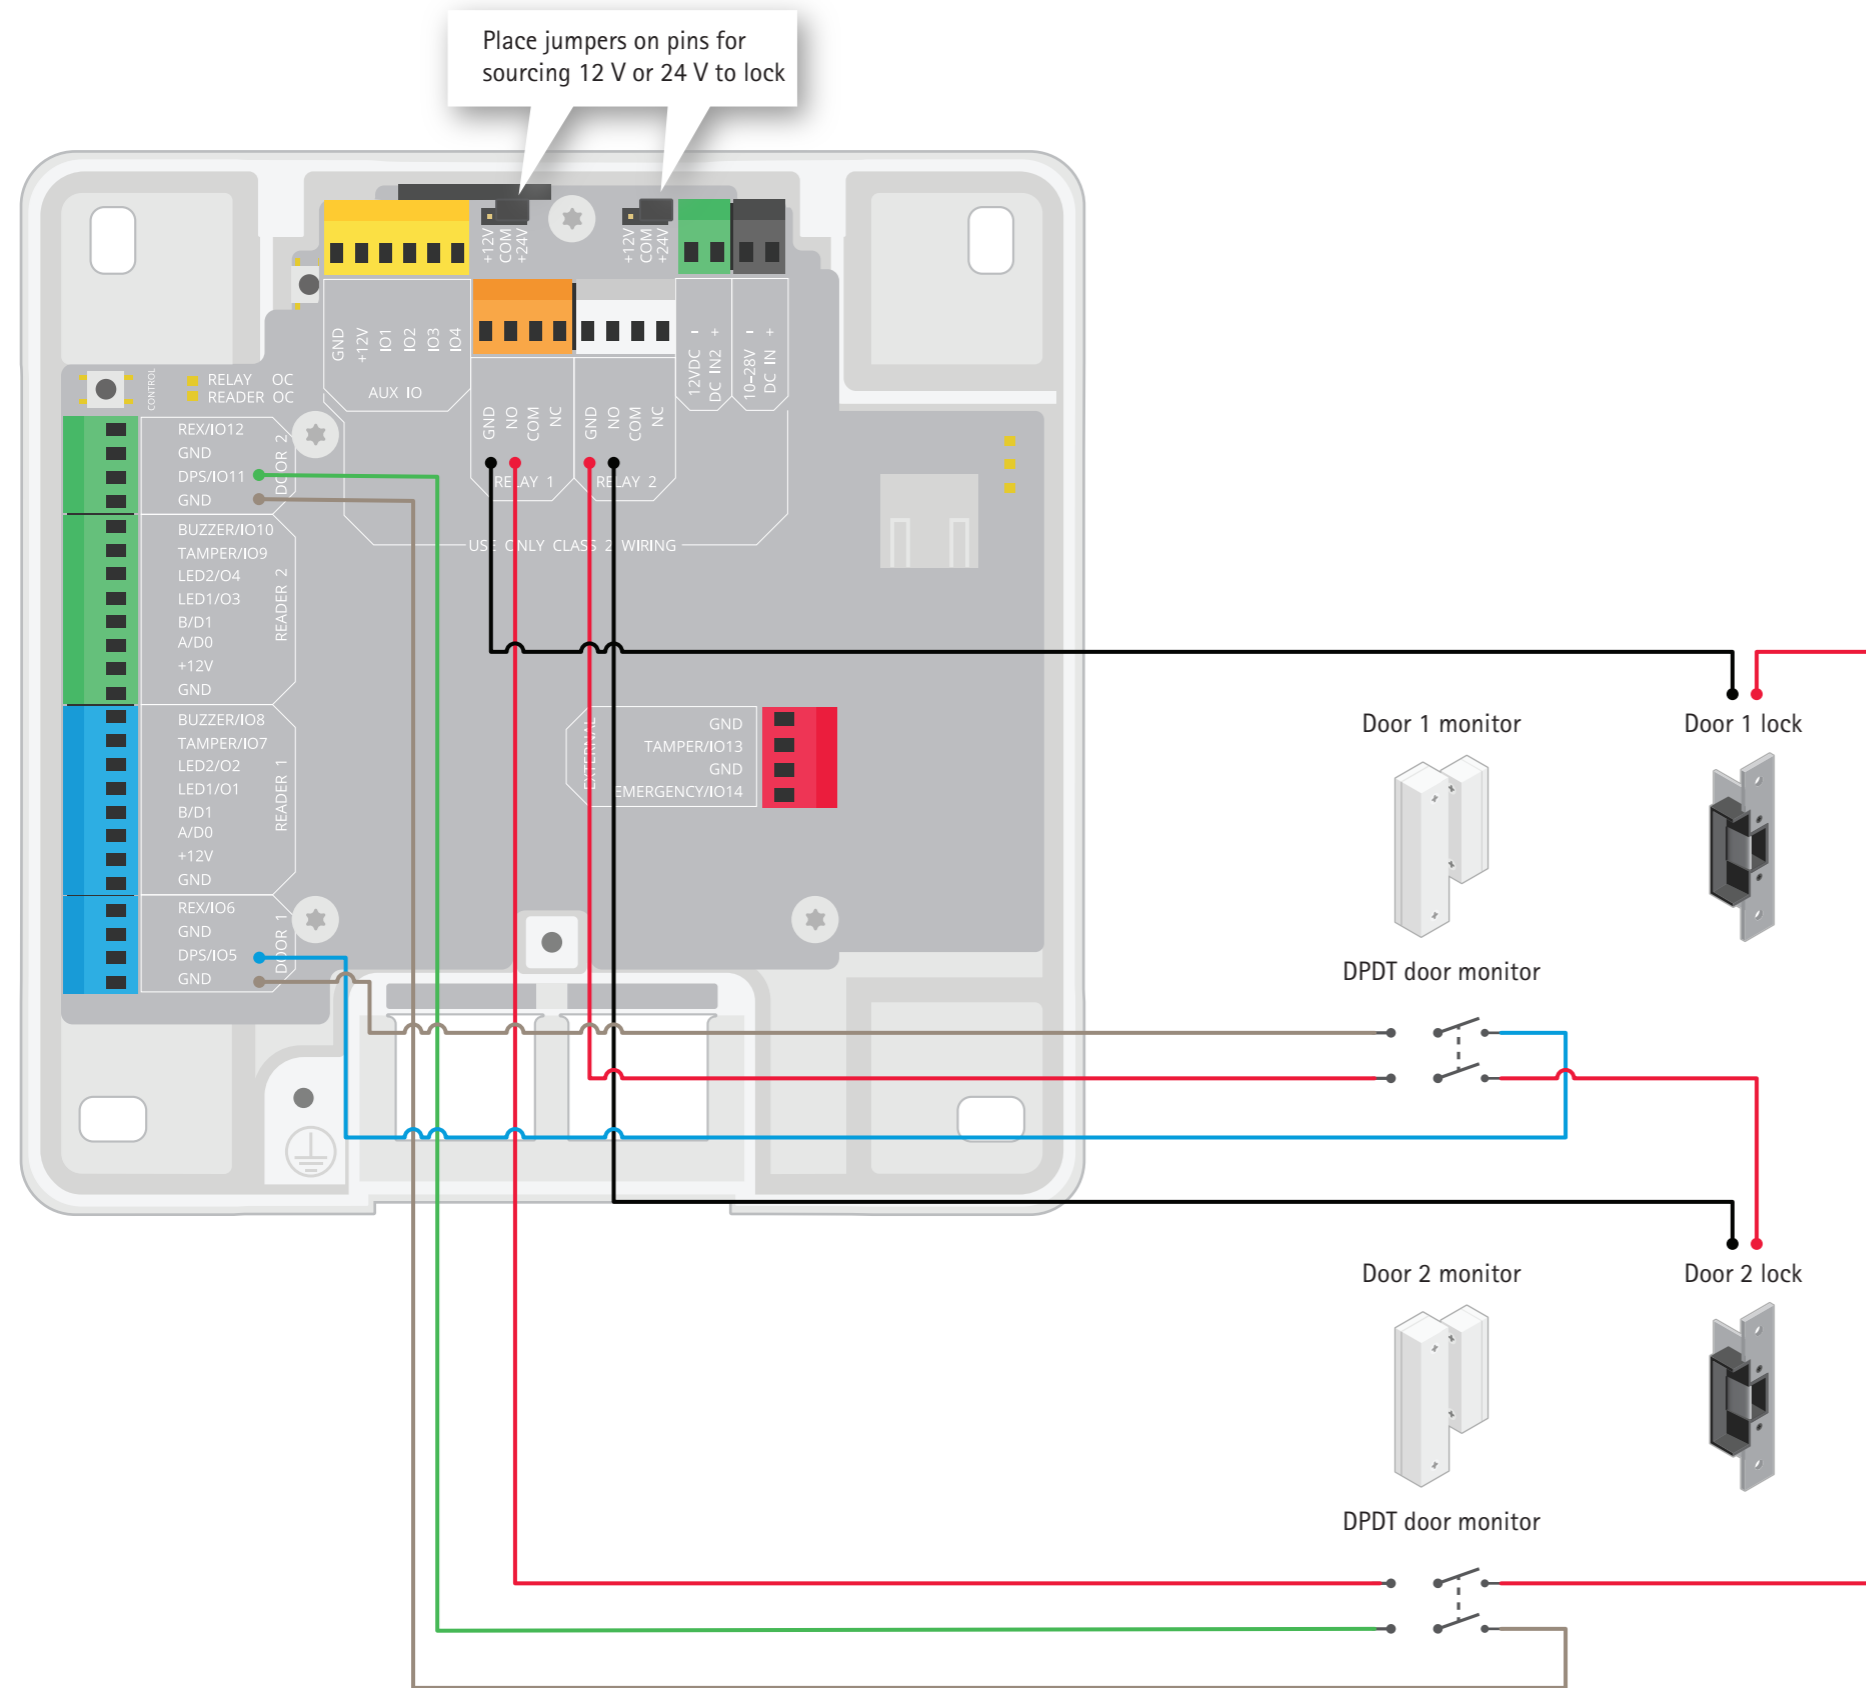 Place jumpers on pins for
sourcing 12 V or 24 V to lock
+12V
COM
+24V
+12V
COM
+24V
GND
+12V
IO1
IO2
IO3
IO4
AUX IO
12VDC -
DC IN2 +
10-28V -
DC IN +
CONTROL
RELAY OC
READER OC
GND
NO
COM
NC
RELAY 1
GND
NO
COM
NC
RELAY 2
USE ONLY CLASS 2 WIRING
REX/IO12
GND
DPS/IO11
GND
DOOR 2
BUZZER/IO10
TAMPER/IO9
LED2/O4
LED1/O3
B/D1
A/D0
+12V
GND
READER 2
BUZZER/IO8
TAMPER/IO7
LED2/O2
LED1/O1
B/D1
A/D0
+12V
GND
READER 1
REX/IO6
GND
DPS/IO5
GND
DOOR 1
EXTERNAL
GND
TAMPER/IO13
GND
EMERGENCY/IO14
Door 1 monitor
Door 1 lock
DPDT door monitor
Door 2 monitor
Door 2 lock
DPDT door monitor